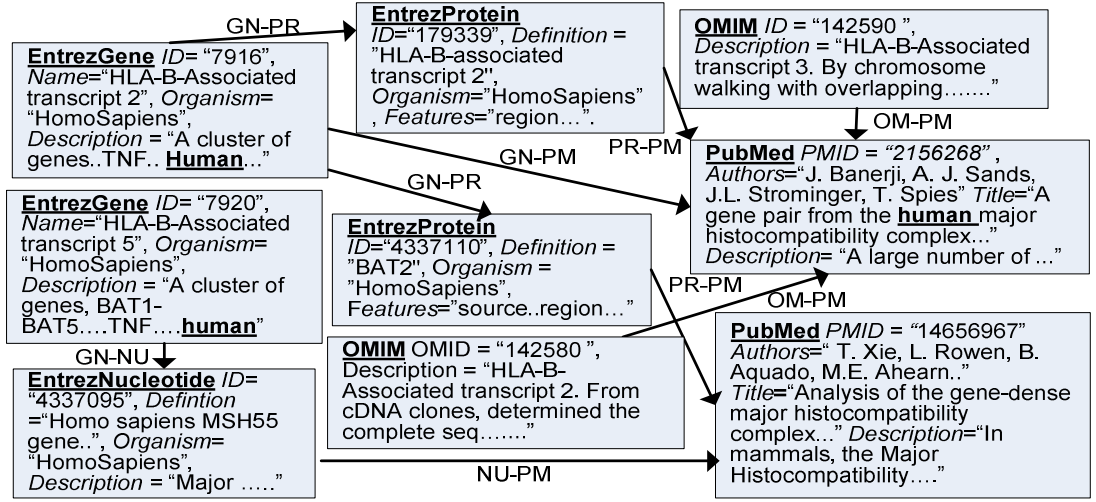 GN-PR
EntrezGene ID= “7916”,
Name=“HLA-B-Associated
transcript 2”, Organism=
“HomoSapiens”,
Description = “A cluster of
genes..TNF.. Human...”
EntrezProtein
ID=“179339”, Definition =
”HLA-B-associated
transcript 2",
Organism=”HomoSapiens”
, Features=”region…”.
OMIM ID = “142590 ”,
Description = “HLA-B-Associated
transcript 3. By chromosome
walking with overlapping…….”
OM-PM
PR-PM
GN-PM
GN-PR
PubMed PMID = “2156268” ,
Authors=“J. Banerji, A. J. Sands,
J.L. Strominger, T. Spies” Title=“A
gene pair from the human major
histocompatibility complex...”
Description= “A large number of ...”
EntrezGene ID= “7920”,
Name=“HLA-B-Associated
transcript 5”, Organism=
“HomoSapiens”,
Description = “A cluster of
genes, BAT1-
BAT5….TNF….human”
EntrezProtein
ID=“4337110”, Definition =
”BAT2", Organism =
”HomoSapiens”,
Features=”source..region…”
PR-PM
OM-PM
GN-NU
OMIM OMID = “142580 ”,
Description = “HLA-B-
Associated transcript 2. From
cDNA clones, determined the
complete seq…….”
PubMed PMID = “14656967”
Authors=“ T. Xie, L. Rowen, B.
Aquado, M.E. Ahearn..”
Title=“Analysis of the gene-dense
major histocompatibility
complex...” Description=“In
mammals, the Major
Histocompatibility….”
EntrezNucleotide ID=
“4337095”, Defintion
=“Homo sapiens MSH55
gene..”, Organism=
“HomoSapiens”,
Description = “Major …..”
NU-PM